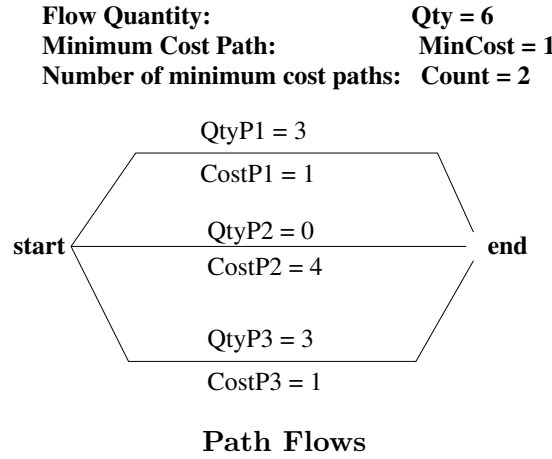 Flow Quantity: Qty = 6
Minimum Cost Path: MinCost = 1
Number of minimum cost paths: Count = 2
QtyP1 = 3
CostP1 = 1
QtyP2 = 0
start end
CostP2 = 4
QtyP3 = 3
CostP3 = 1
Path Flows